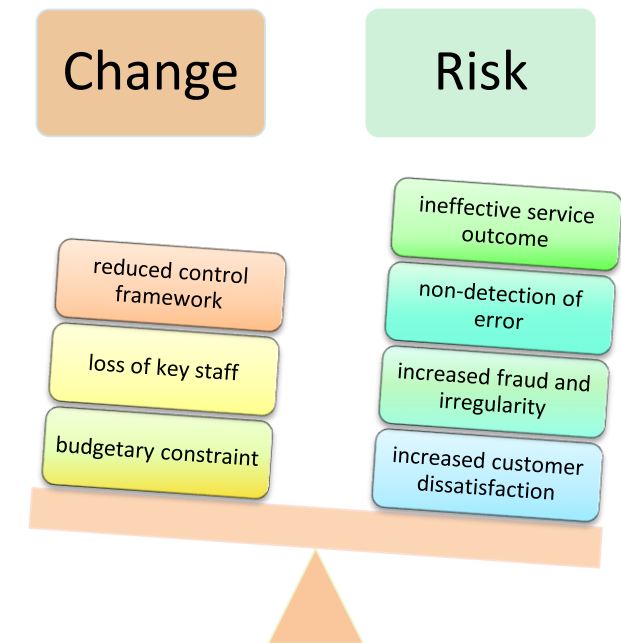 Change
Risk
reduced control
framework
loss of key staff
budgetary constraint
ineffective service
outcome
non-detection of
error
increased fraud and
irregularity
increased customer
dissatisfaction